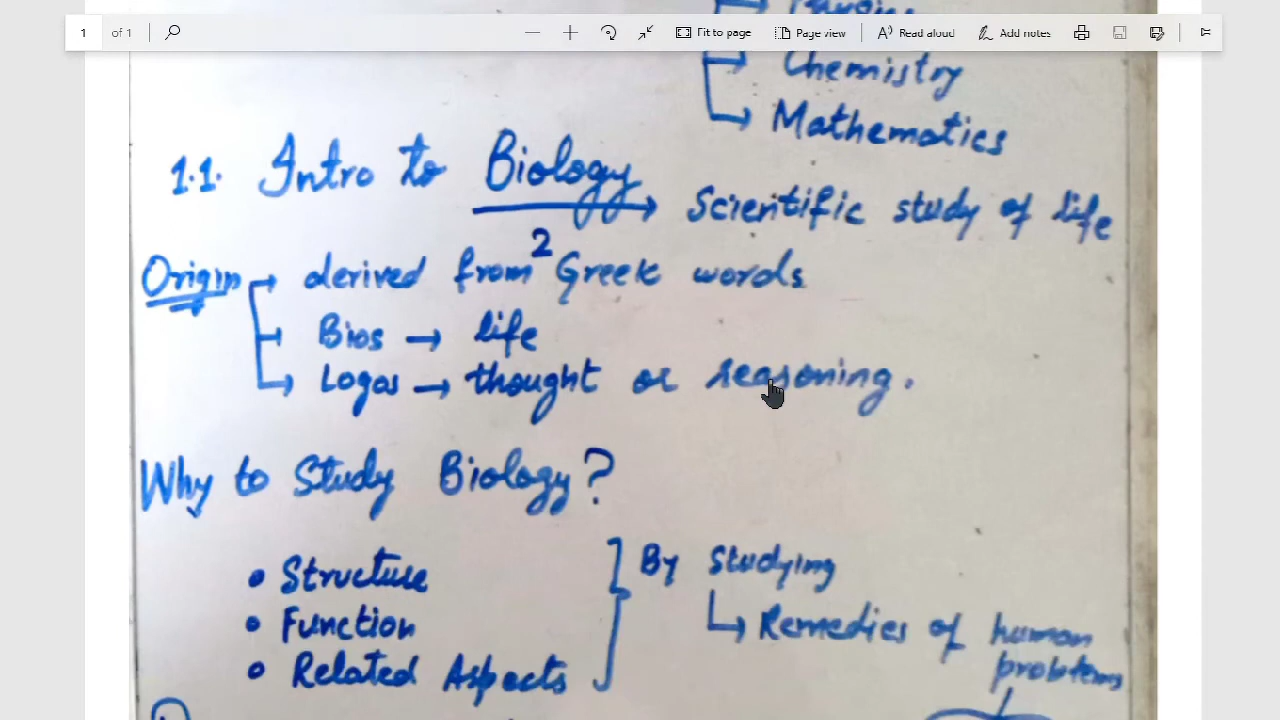 1 of 1 Fit to page Page view Read aloud Add notes
Chemistry
Mathematics
1.1. Intro to Biology → Scientific study of life
Origin → derived from 2 Greek words
Bios → life
Logos → thought or reasoning.
Why to Study Biology?
• Structure
• Function
• Related Aspects
By Studying
Remedies of human
problems